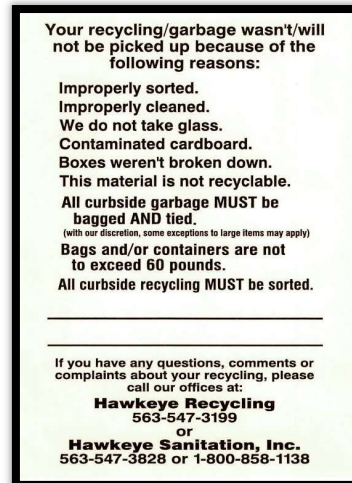 Your recycling/garbage wasn't/will
not be picked up because of the
following reasons:
Improperly sorted.
Improperly cleaned.
We do not take glass.
Contaminated cardboard.
Boxes weren't broken down.
This material is not recyclable.
All curbside garbage MUST be
bagged AND tied.
(with our discretion, some exceptions to large items may apply)
Bags and/or containers are not
to exceed 60 pounds.
All curbside recycling MUST be sorted.
If you have any questions, comments or
complaints about your recycling, please
call our offices at:
Hawkeye Recycling
563-547-3199
or
Hawkeye Sanitation, Inc.
563-547-3828 or 1-800-858-1138